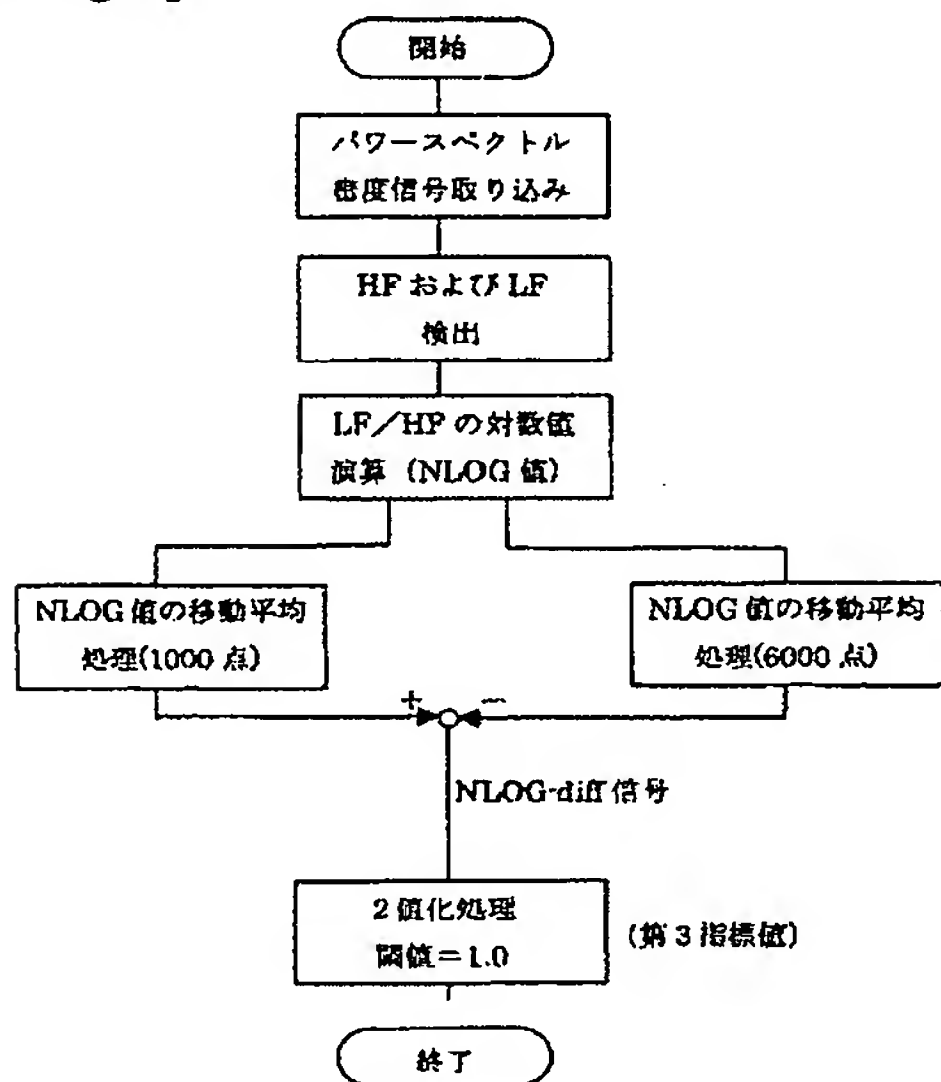 開始
パワースペクトル
密度信号取り込み
HF および LF
検出
LF／HF の対数値
演算 (NLOG 値)
NLOG 値の移動平均
処理(1000 点)
NLOG 値の移動平均
処理(6000 点)
+
−
NLOG-diff 信号
2 値化処理
閾値＝1.0
(第 3 指標値)
終了